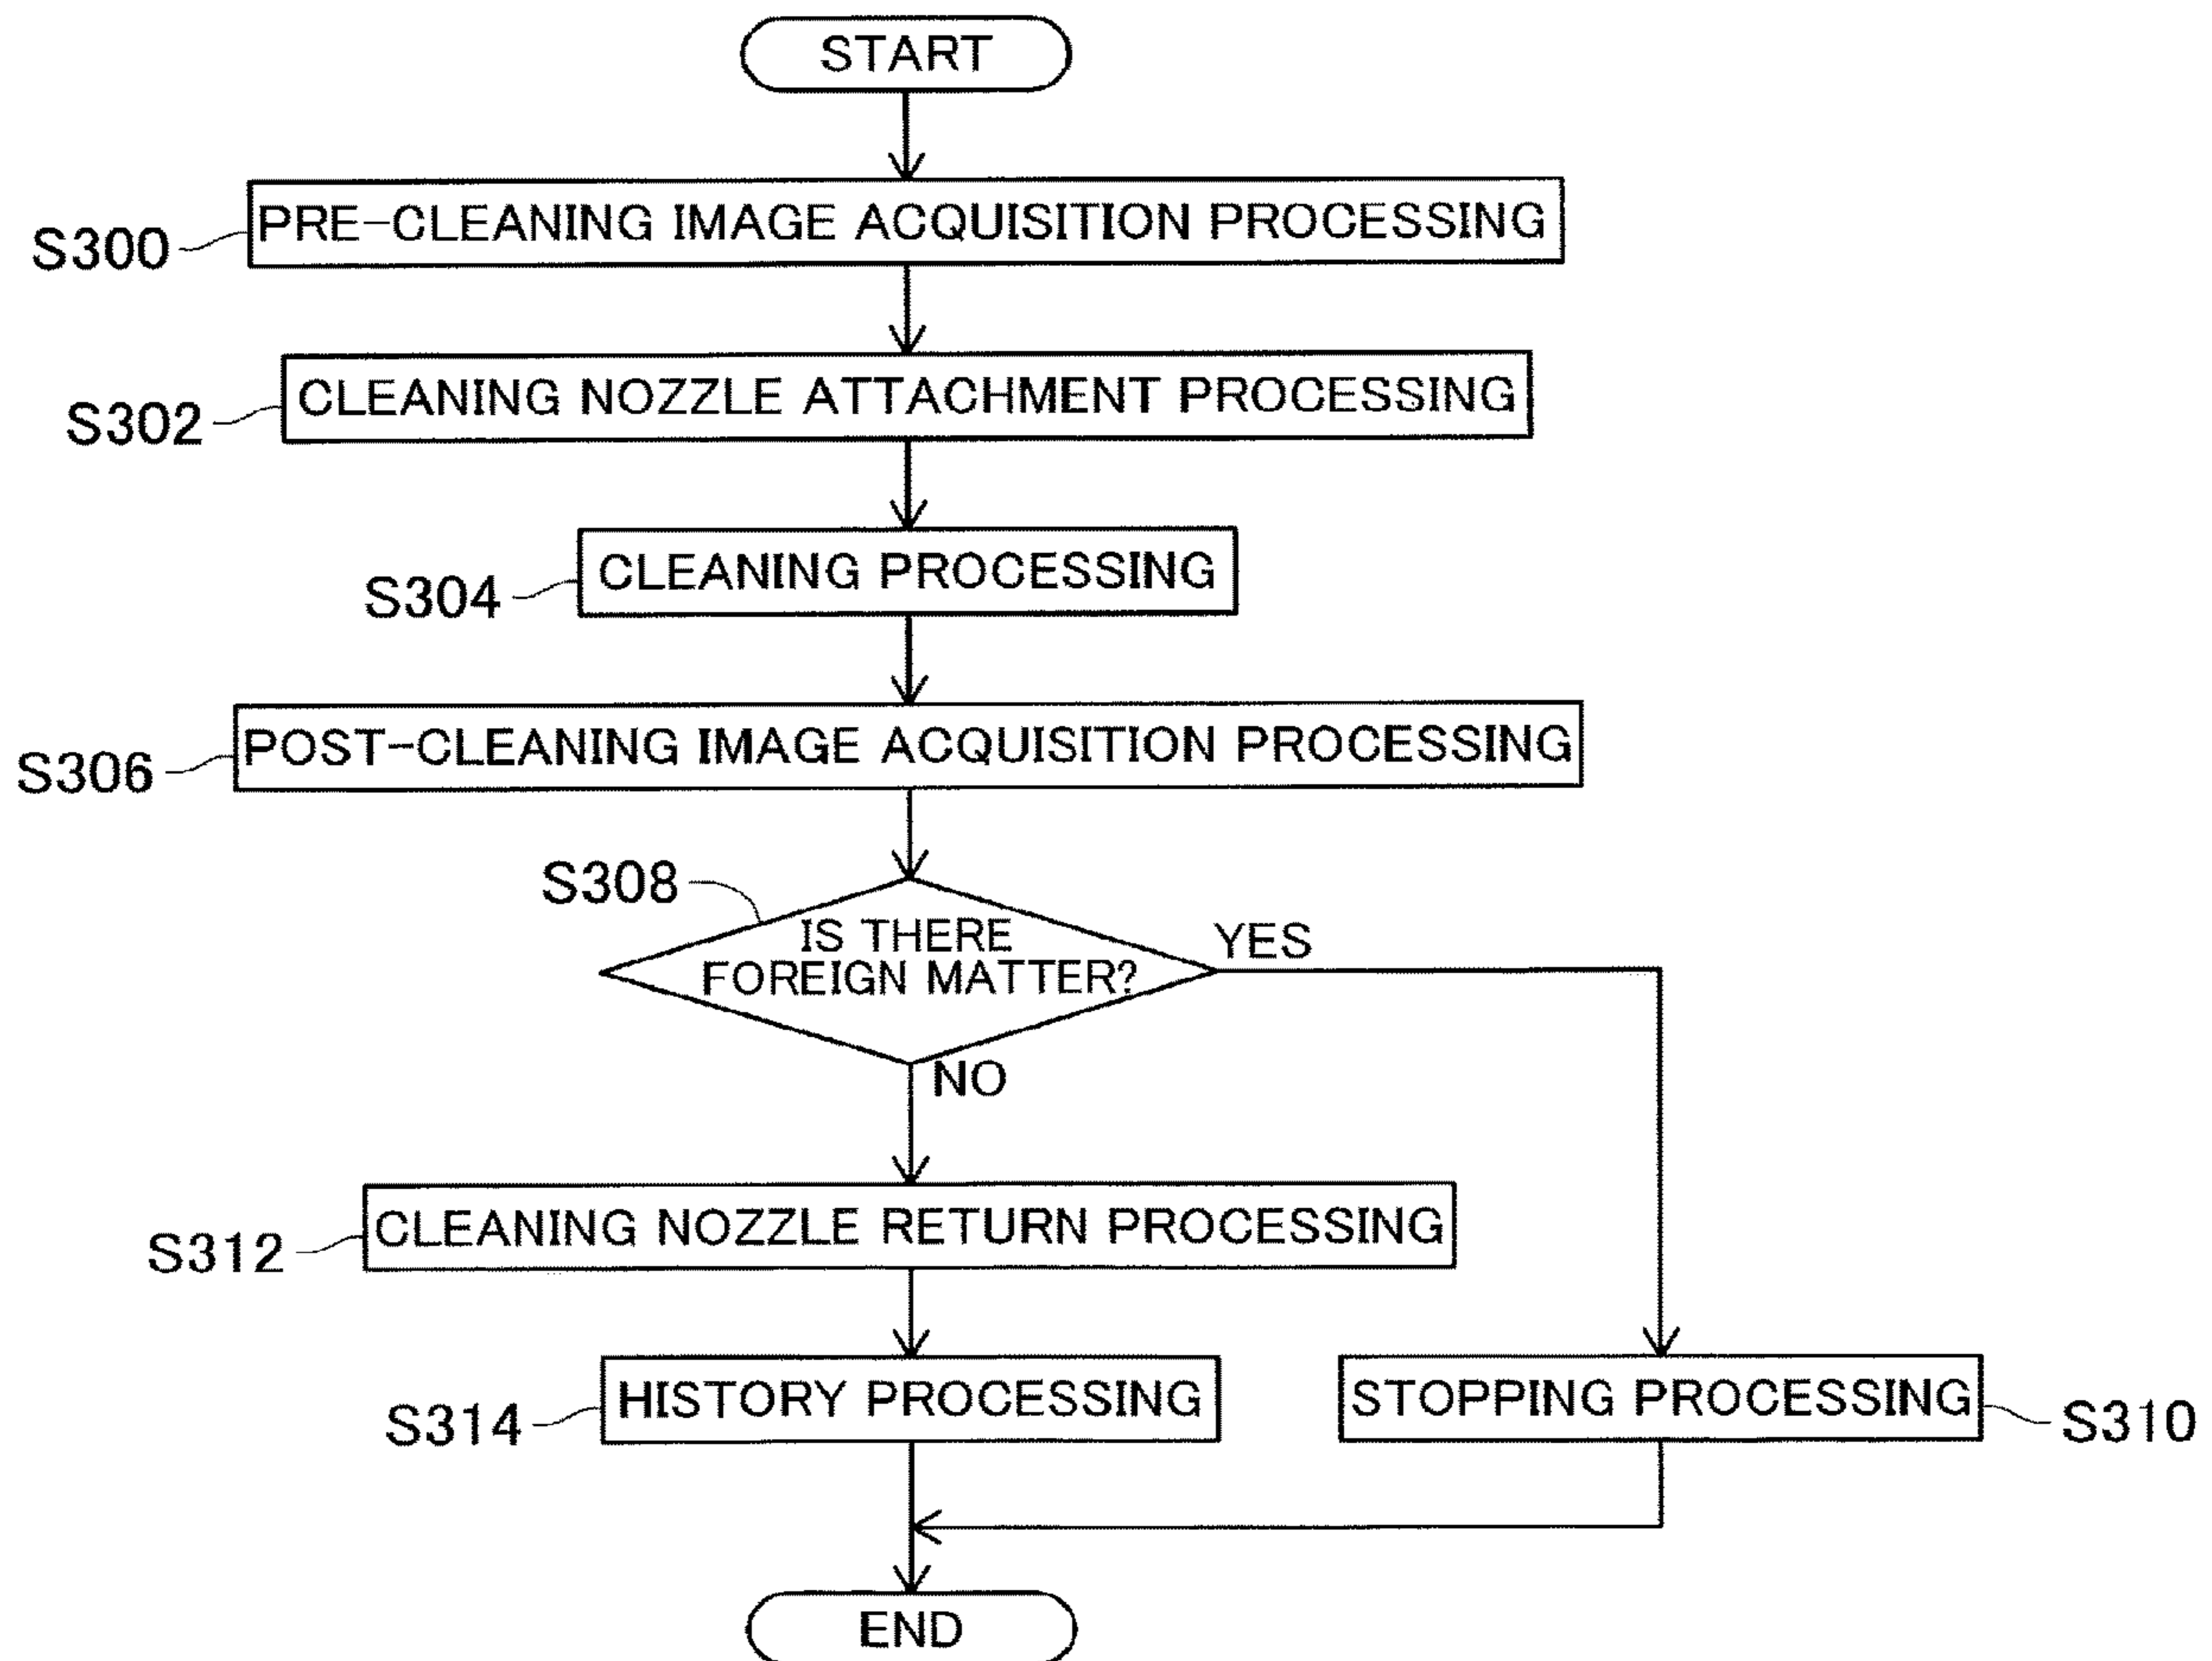 START
S300
PRE-CLEANING IMAGE ACQUISITION PROCESSING
S302
CLEANING NOZZLE ATTACHMENT PROCESSING
S304
CLEANING PROCESSING
S306
POST-CLEANING IMAGE ACQUISITION PROCESSING
S308
IS THERE
FOREIGN MATTER?
YES
NO
S312
CLEANING NOZZLE RETURN PROCESSING
S314
HISTORY PROCESSING
STOPPING PROCESSING
S310
END